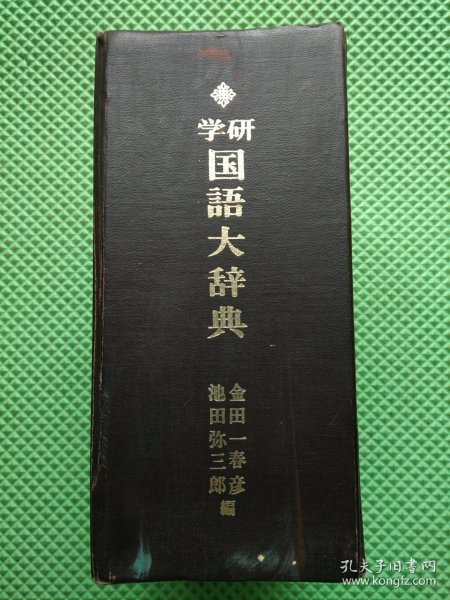 学研
国語大辞典
金田一春彦
池田弥三郎
編
孔夫子旧书网
www.kongfz.com